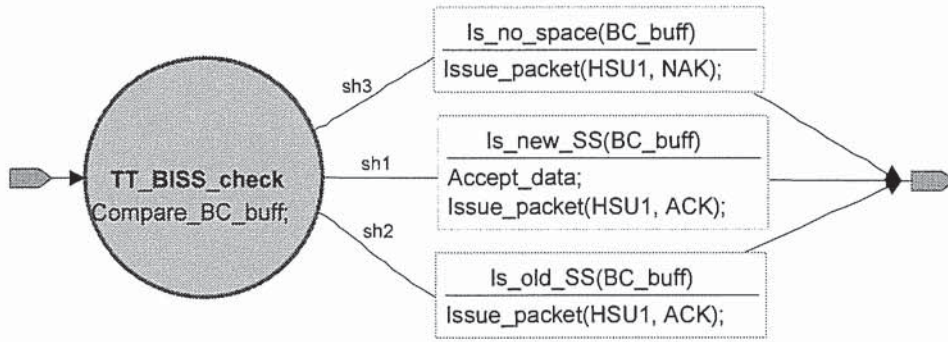 TT_BISS_check
Compare_BC_buff;
sh3
Is_no_space(BC_buff)
Issue_packet(HSU1, NAK);
sh1
Is_new_SS(BC_buff)
Accept_data;
Issue_packet(HSU1, ACK);
sh2
Is_old_SS(BC_buff)
Issue_packet(HSU1, ACK);